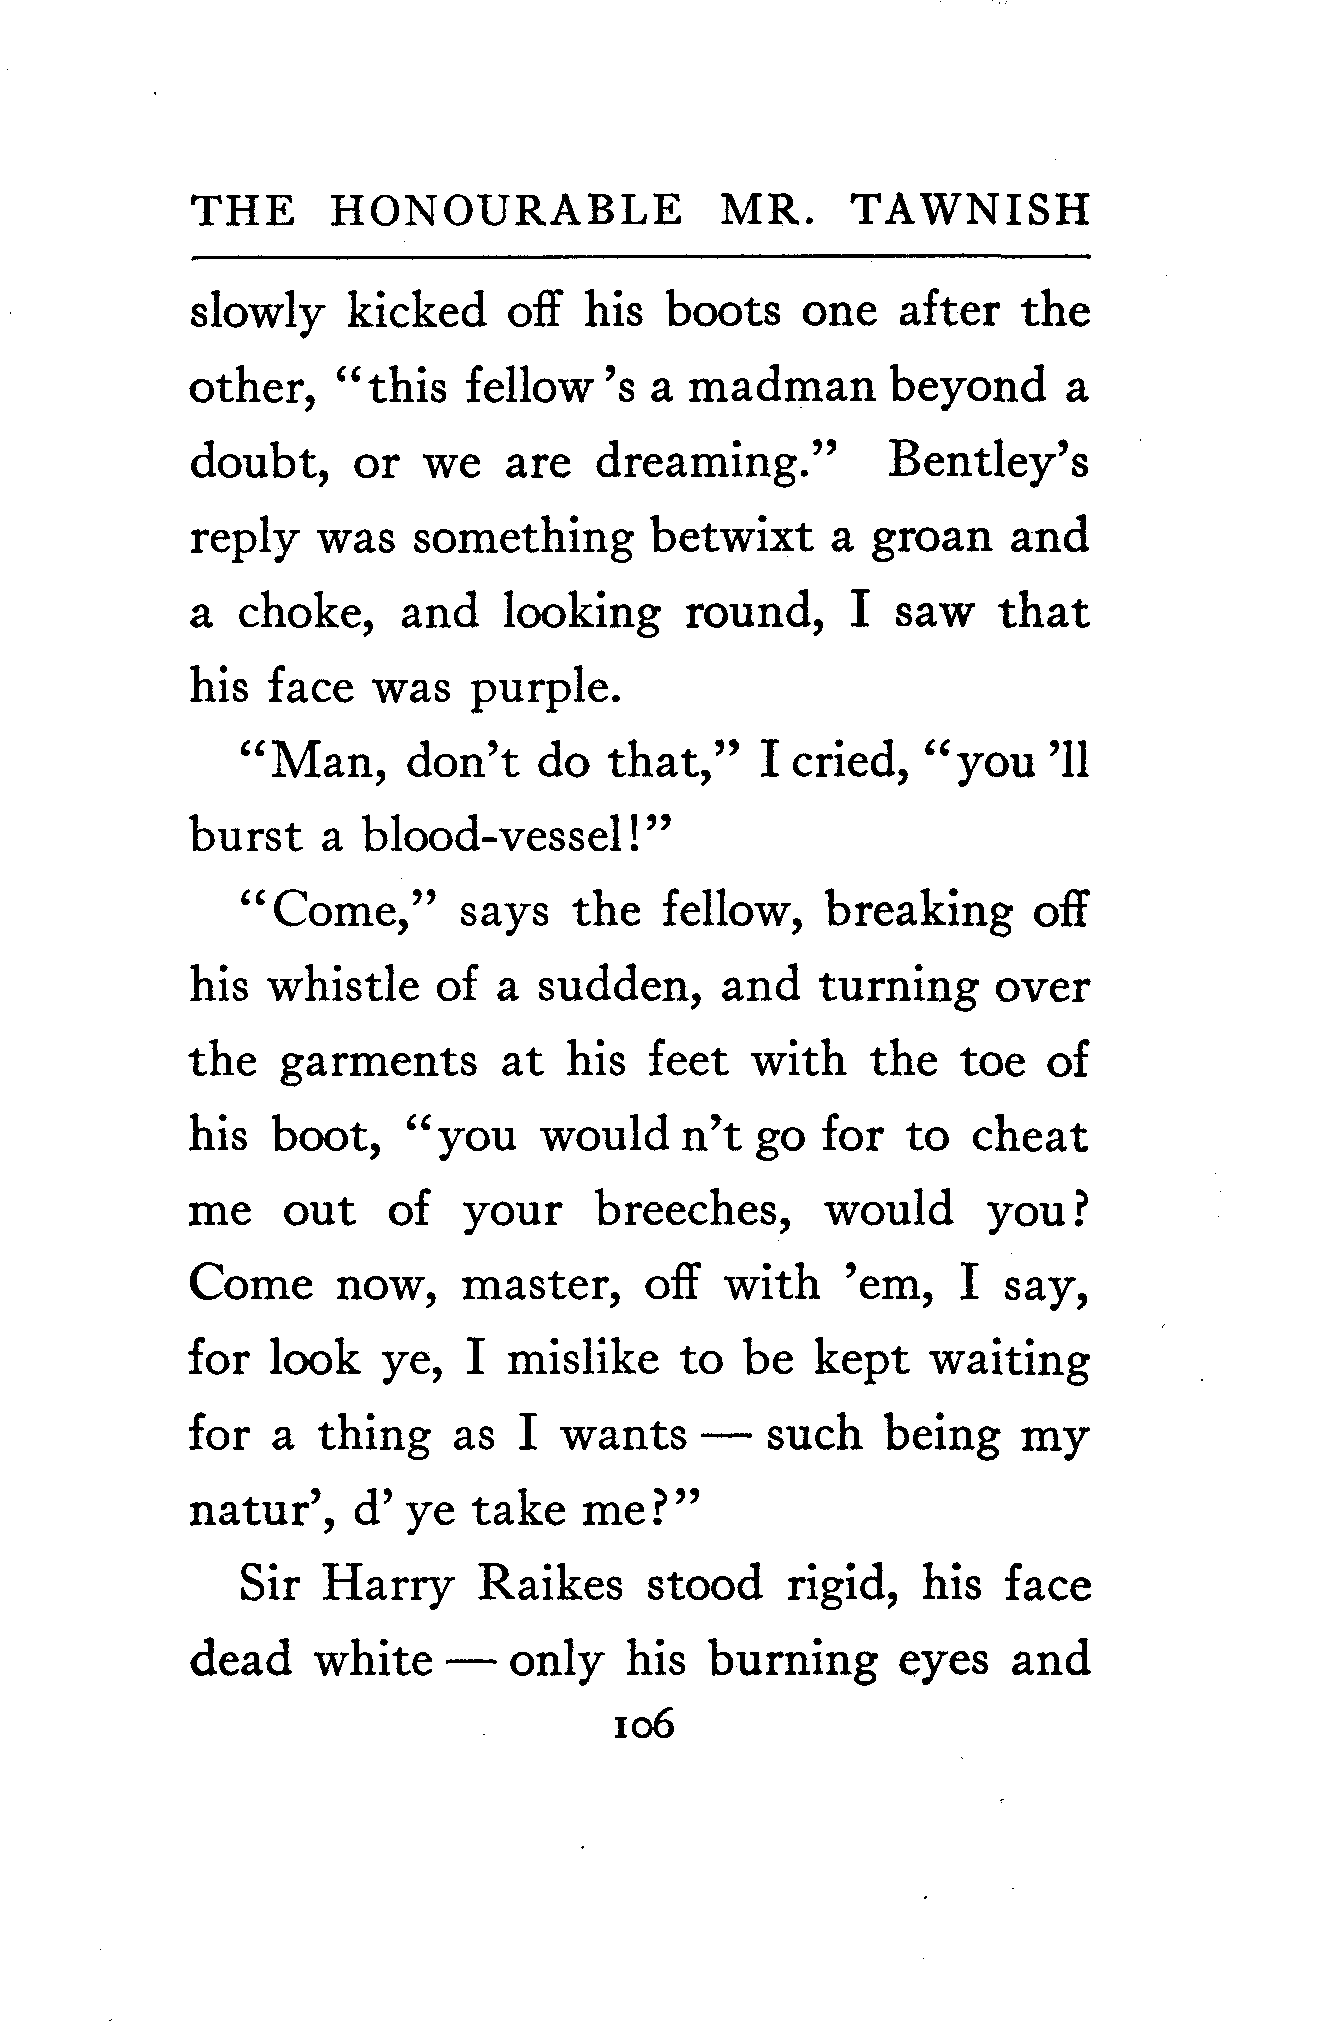 THE HONOURABLE MR. TAWNISH
slowly kicked off his boots one after the
other, “this fellow ’s a madman beyond a
doubt, or we are dreaming.” Bentley’s
reply was something betwixt a groan and
a choke, and looking round, I saw that
his face was purple.
“Man, don’t do that,” I cried, “you ’ll
burst a blood-vessel!”
“Come,” says the fellow, breaking off
his whistle of a sudden, and turning over
the garments at his feet with the toe of
his boot, “you would n’t go for to cheat
me out of your breeches, would you?
Come now, master, off with ’em, I say,
for look ye, I mislike to be kept waiting
for a thing as I wants — such being my
natur’, d’ ye take me?”
Sir Harry Raikes stood rigid, his face
dead white — only his burning eyes and
106